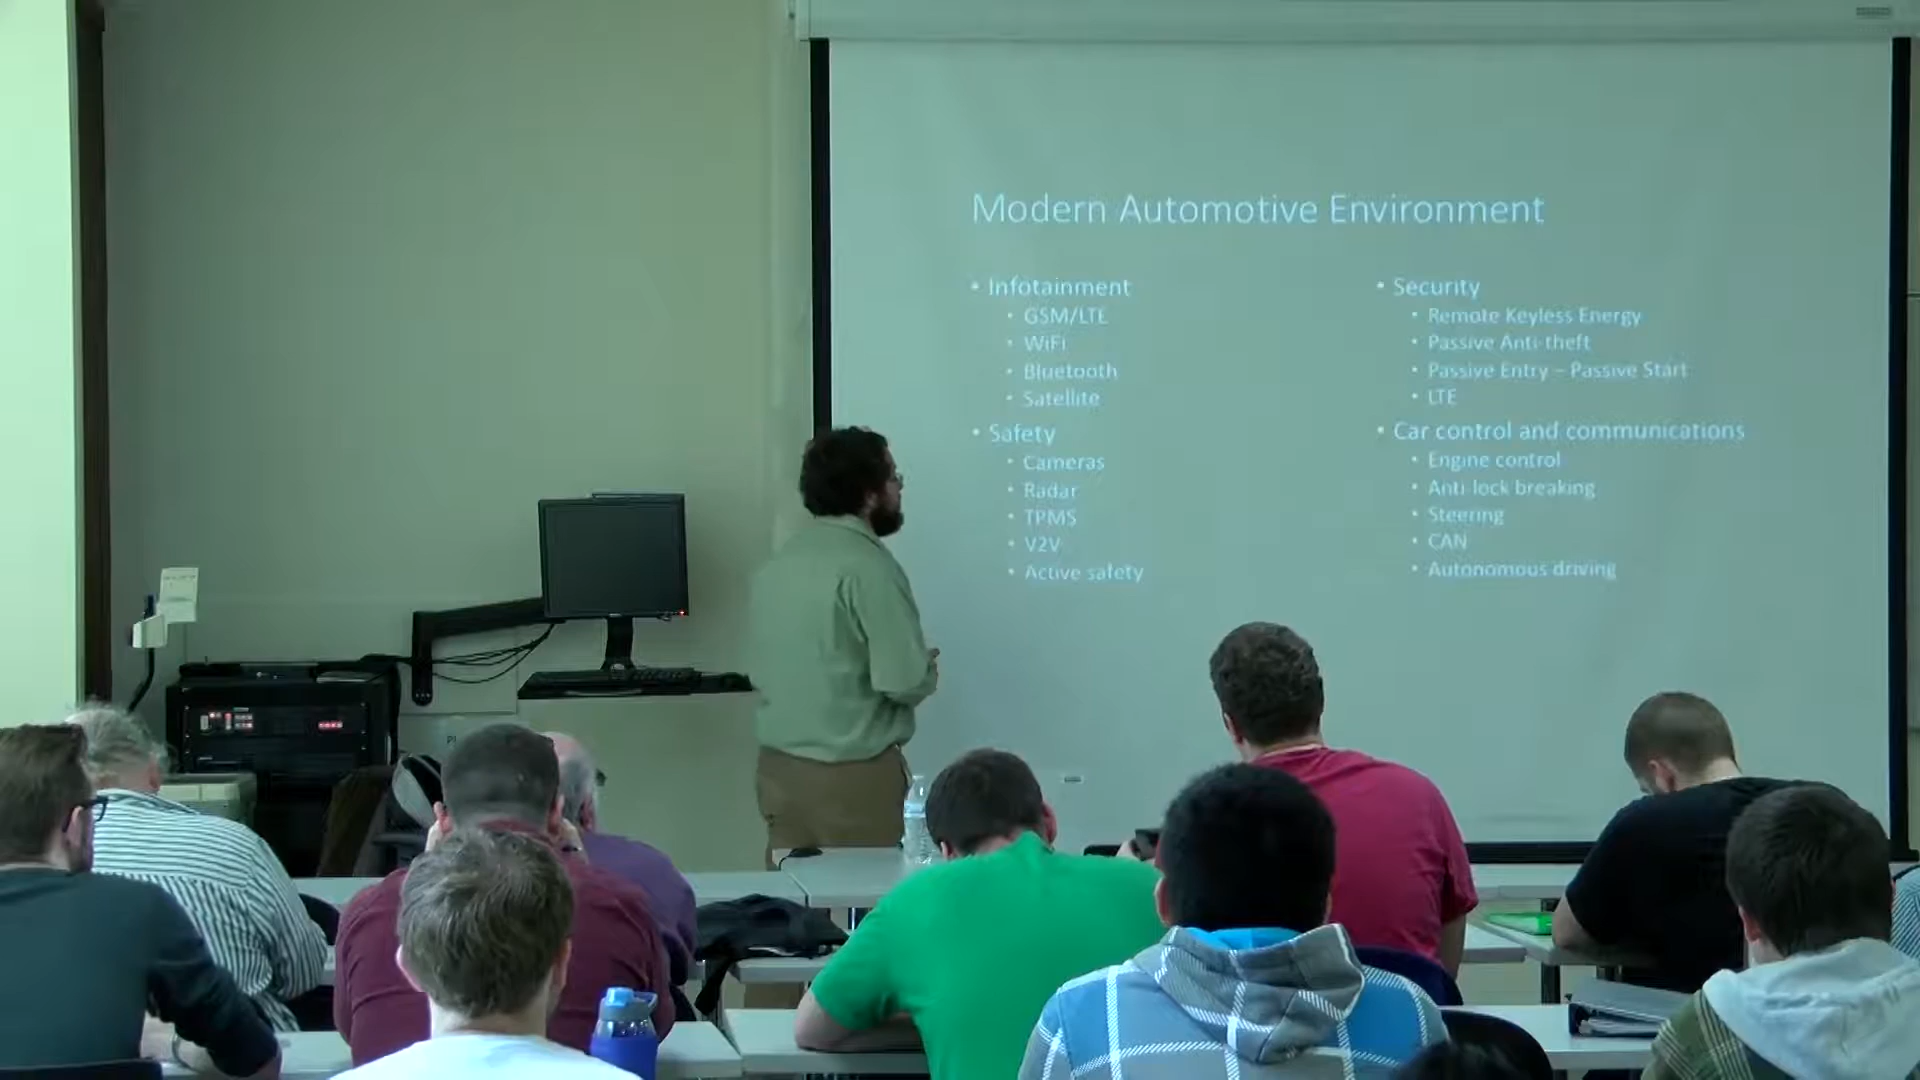 Modern Automotive Environment
• Infotainment
• GSM/LTE
• WiFi
• Bluetooth
• Satellite
• Safety
• Cameras
• Radar
• TPMS
• V2V
• Active safety
• Security
• Remote Keyless Energy
• Passive Anti-theft
• Passive Entry – Passive Start
• LTE
• Car control and communications
• Engine control
• Anti-lock breaking
• Steering
• CAN
• Autonomous driving